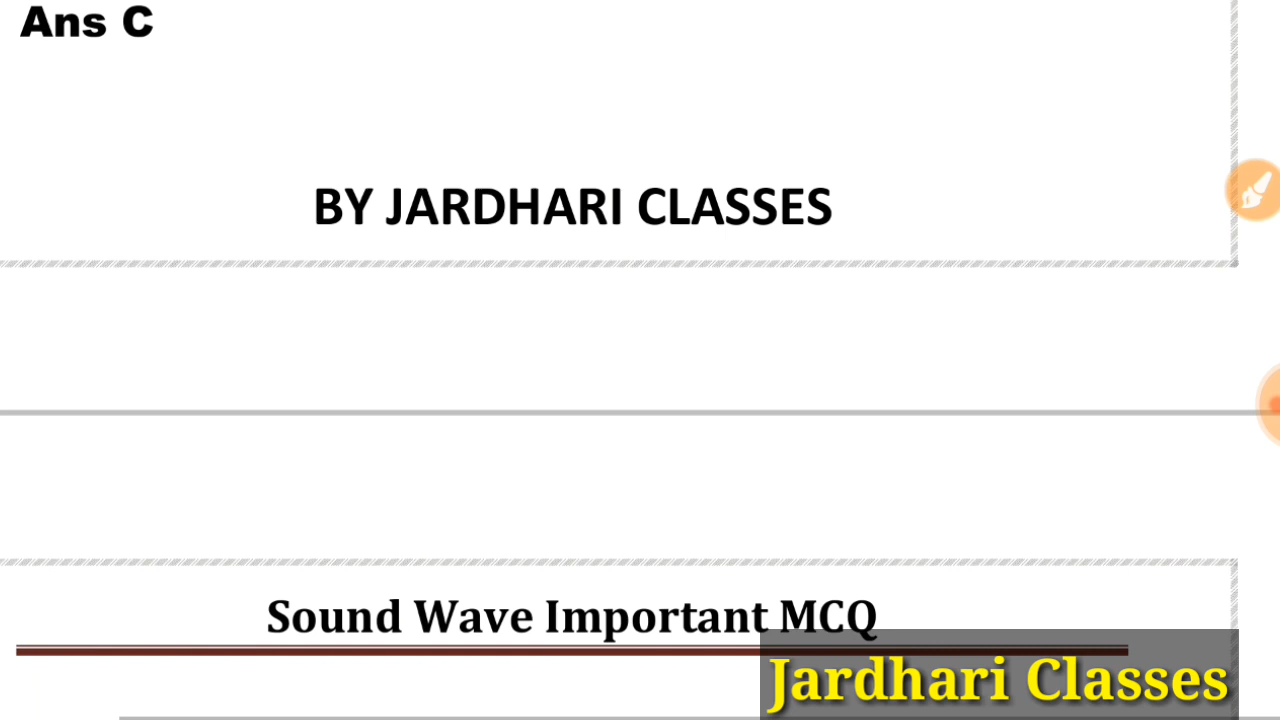 Ans C
BY JARDHARI CLASSES
Sound Wave Important MCQ
Jardhari Classes